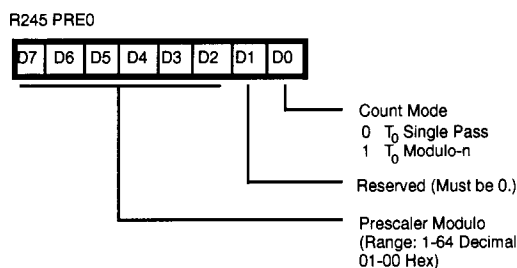 R245 PRE0
D7 D6 D5 D4 D3 D2 D1 D0
Count Mode
0 T0 Single Pass
1 T0 Modulo-n
Reserved (Must be 0.)
Prescaler Modulo
(Range: 1-64 Decimal
01-00 Hex)